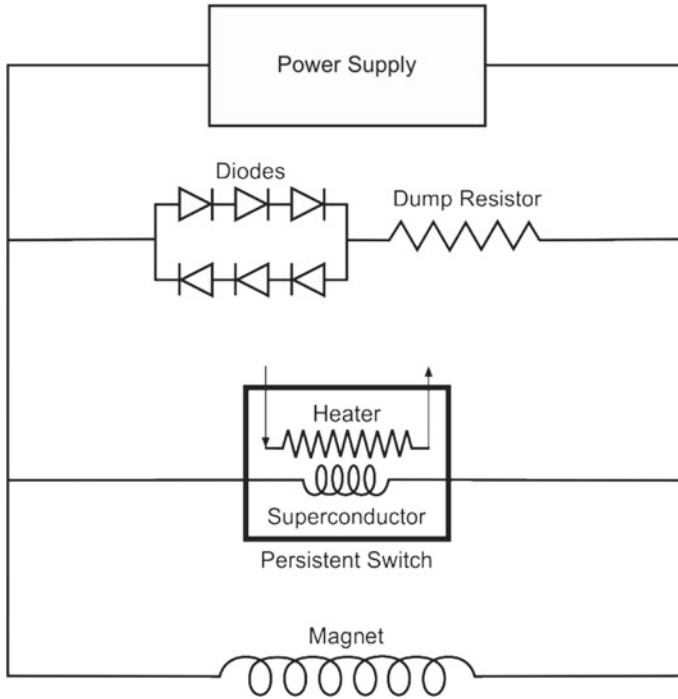 Power Supply
Diodes
Dump Resistor
Heater
Superconductor
Persistent Switch
Magnet